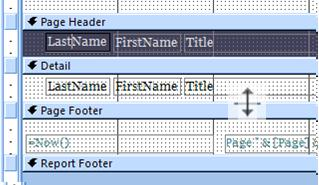 Page Header
LastName FirstName Title
Detail
LastName FirstName Title
Page Footer
=Now() Page " & [Page] &
Report Footer